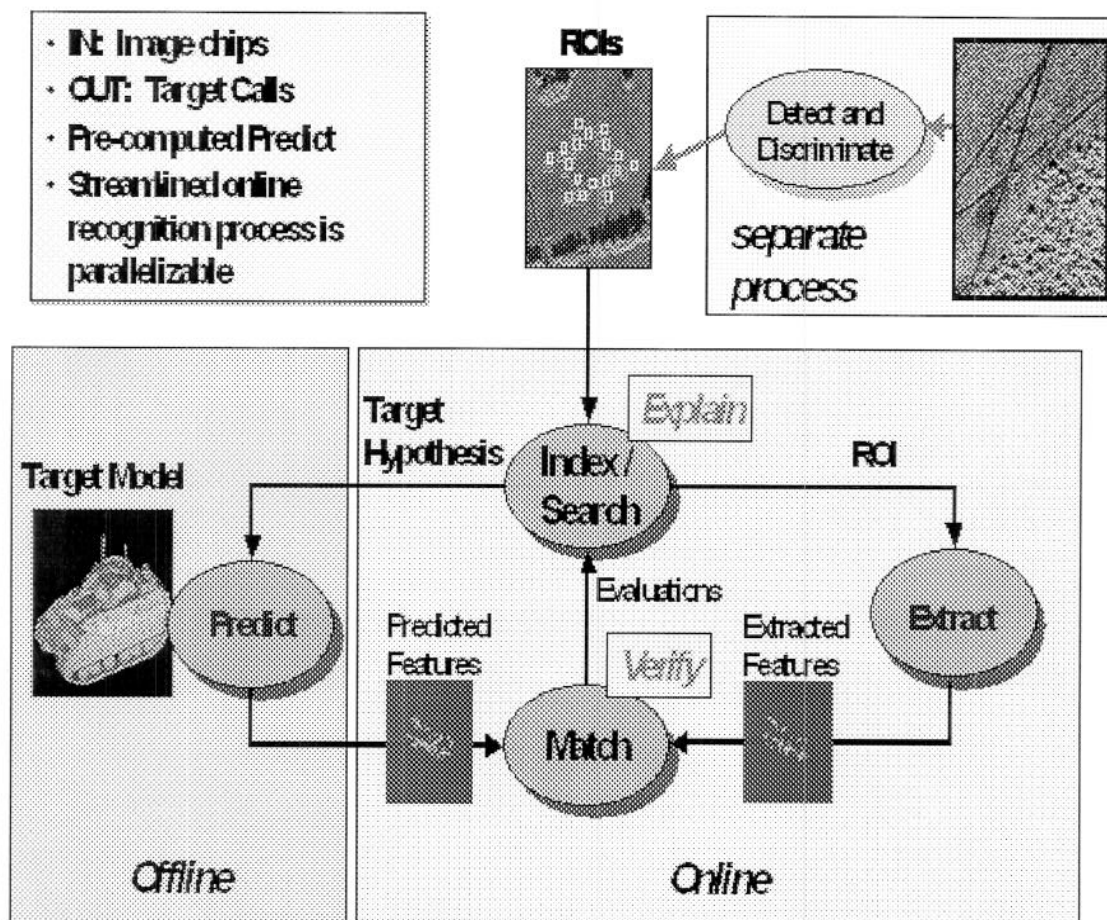 · IN: Image chips
· OUT: Target Calls
· Pre-computed Predict
· Streamlined online
recognition process is
parallelizable
ROIs
Detect and
Discriminate
separate
process
Target
Hypothesis
Explain
Index /
Search
ROI
Target Model
Predict
Evaluations
Extract
Predicted
Features
Verify
Extracted
Features
Match
Offline
Online